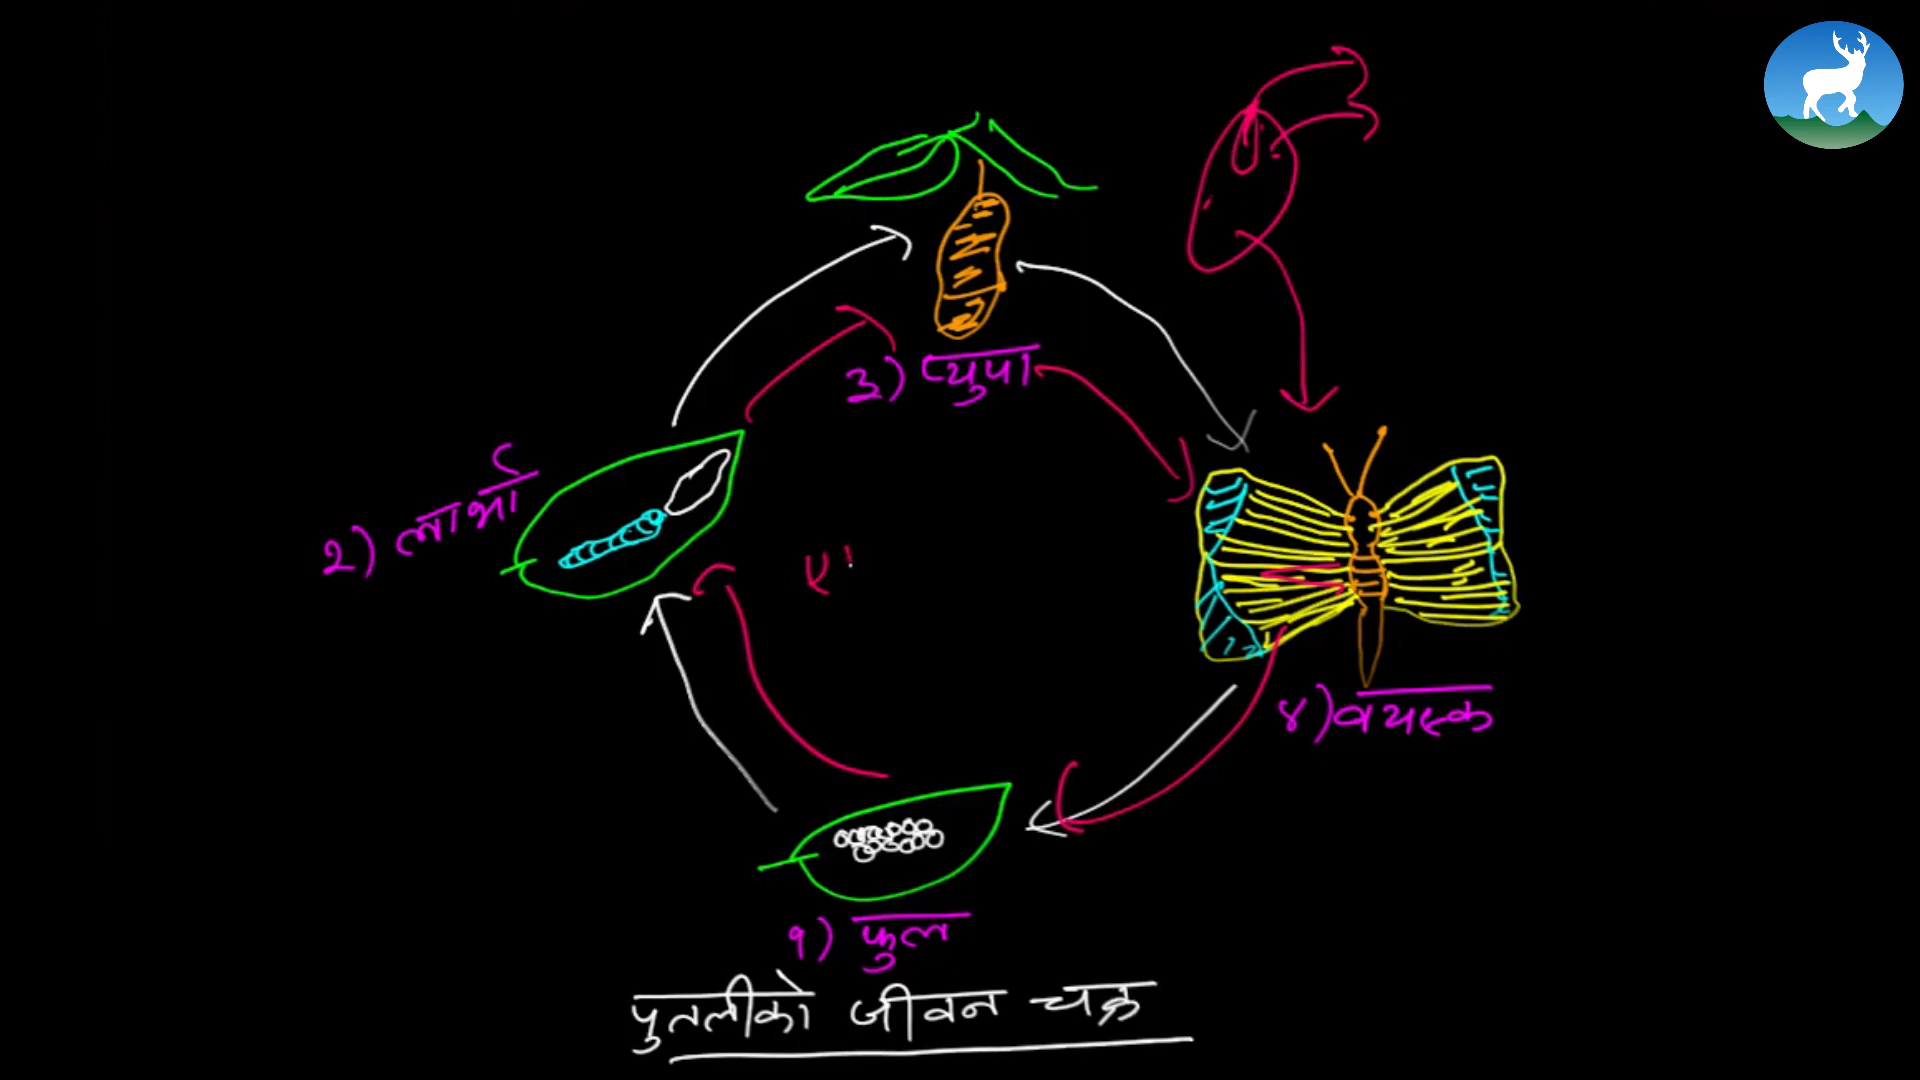 ३) प्युपा
२) लार्भा
४) वयस्क
१) फुल
पुतलीको जीवन चक्र